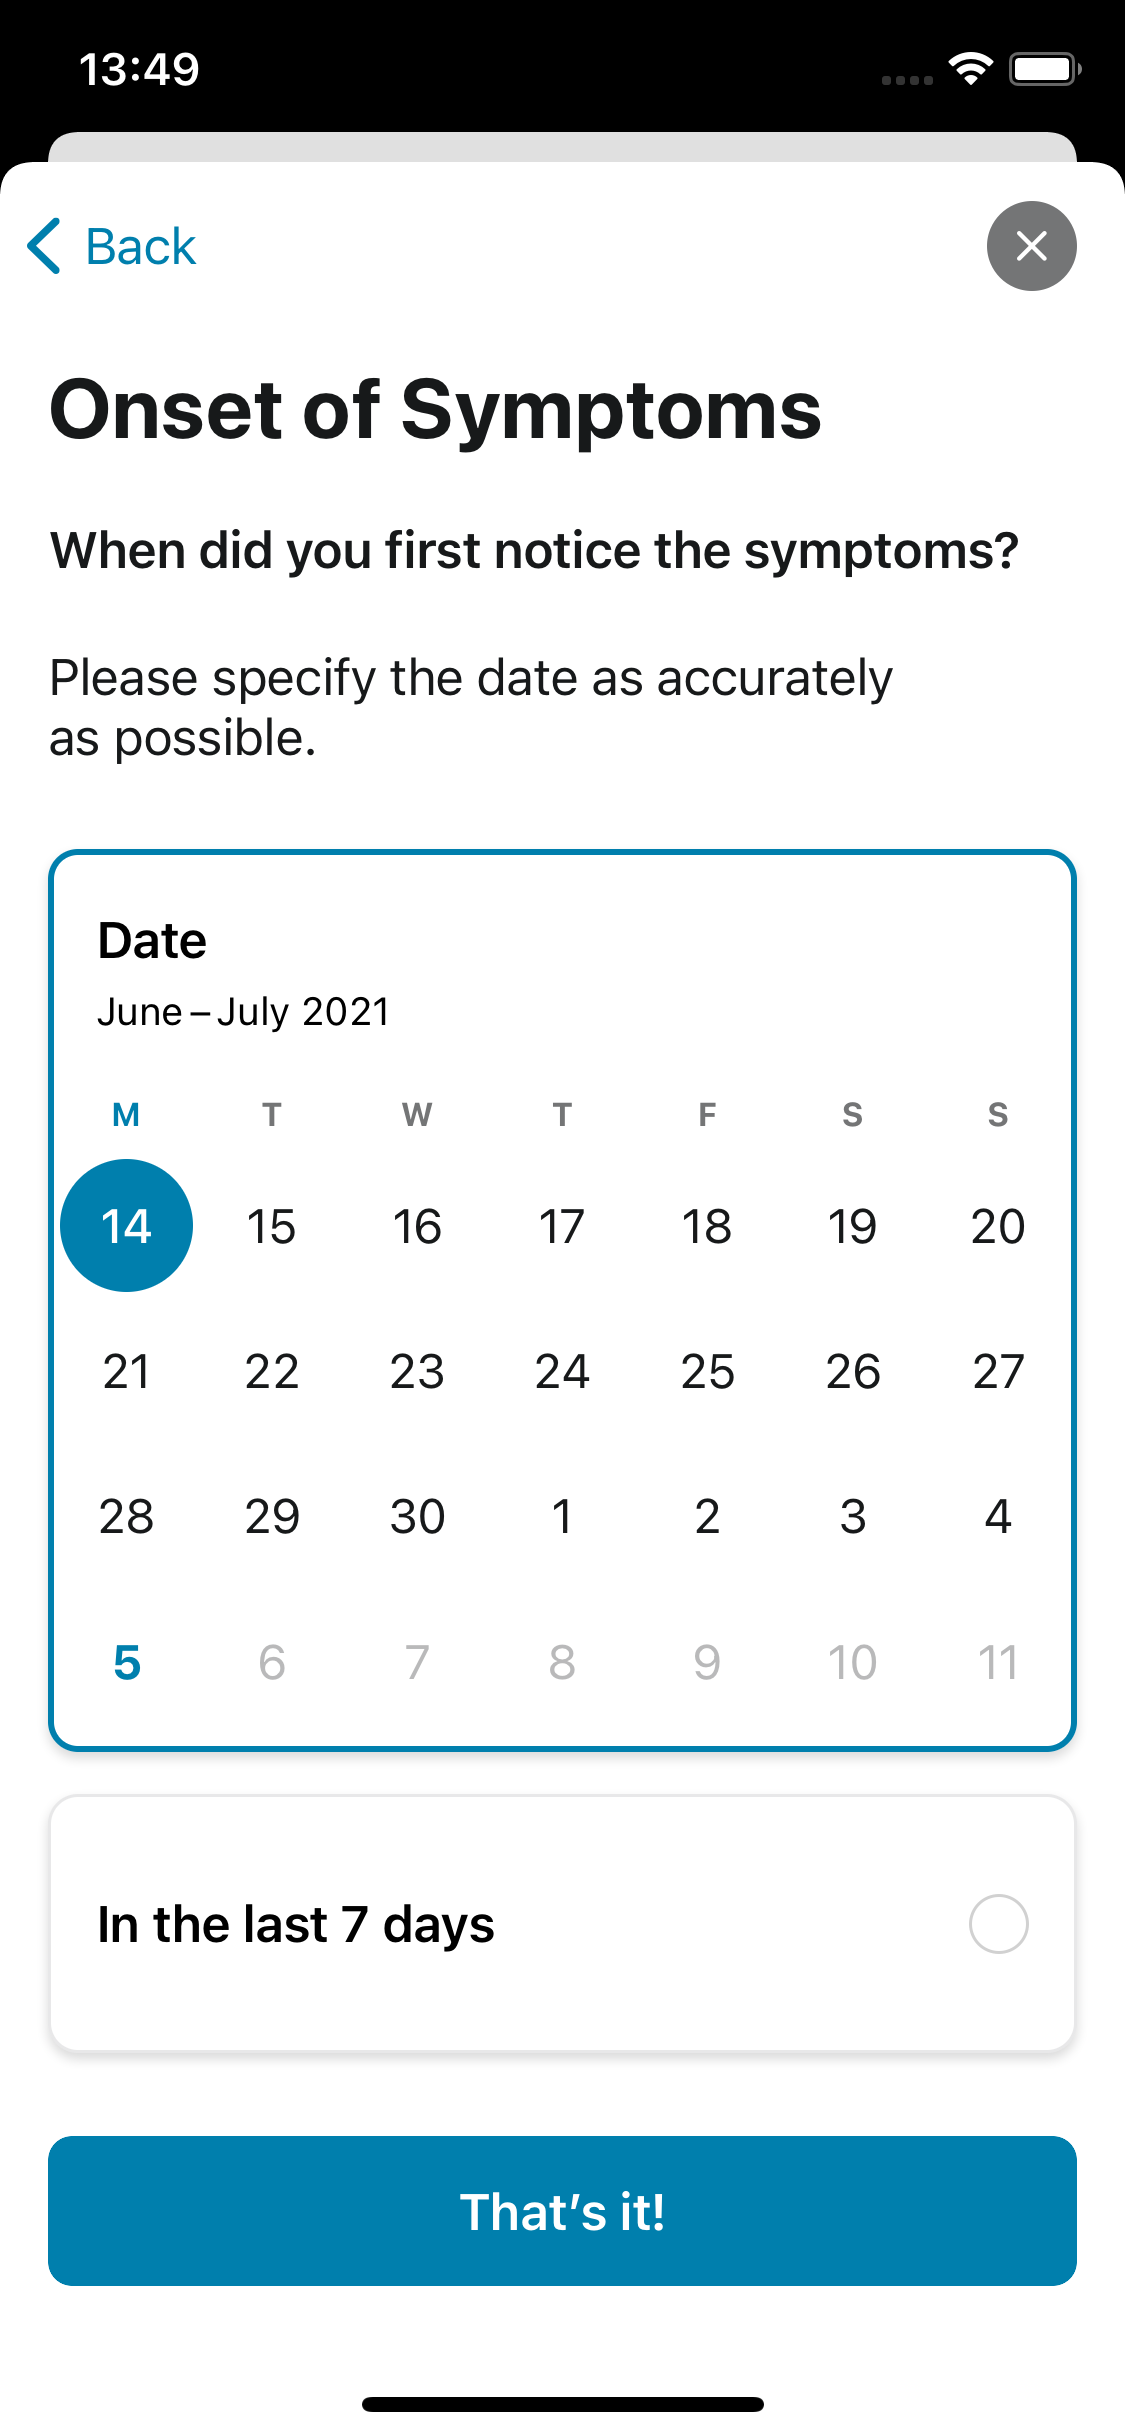 13:49
Back
Onset of Symptoms
When did you first notice the symptoms?
Please specify the date as accurately
as possible.
Date
June – July 2021
M T W T F S S
14 15 16 17 18 19 20
21 22 23 24 25 26 27
28 29 30 1 2 3 4
5 6 7 8 9 10 11
In the last 7 days
That’s it!